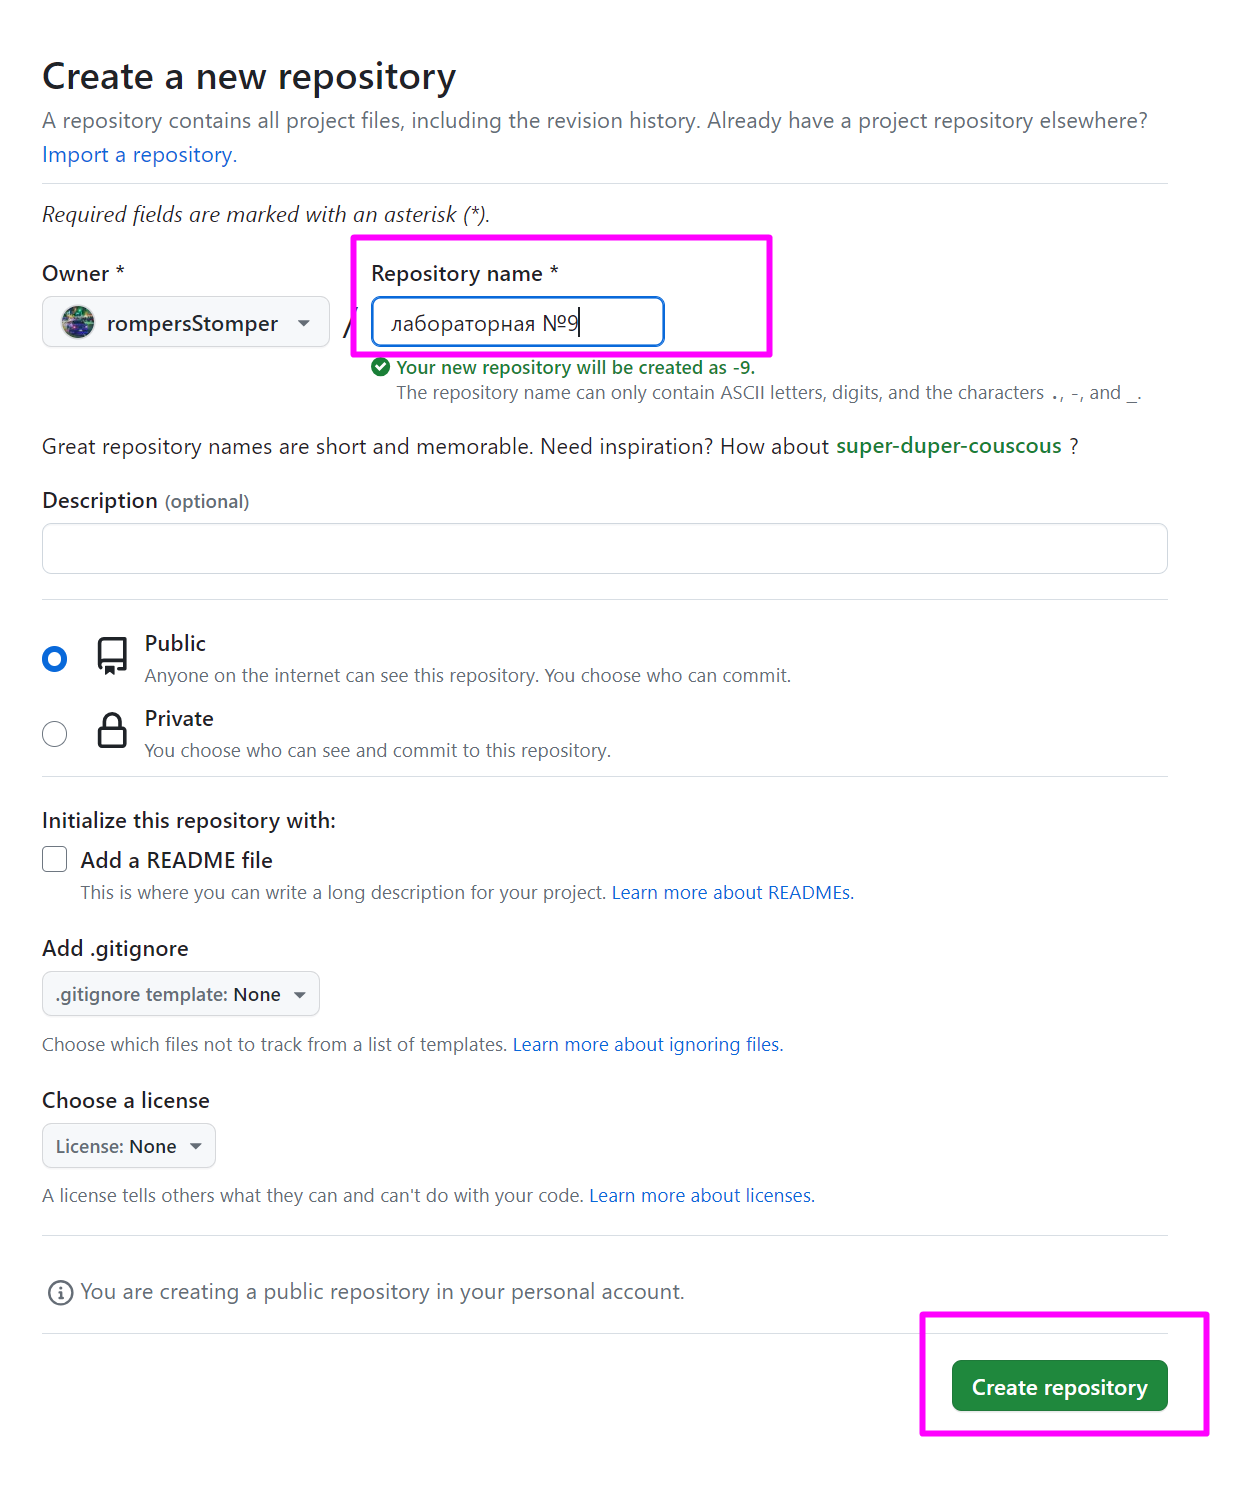 Create a new repository
A repository contains all project files, including the revision history. Already have a project repository elsewhere?
Import a repository.
Required fields are marked with an asterisk (*).
Owner *
Repository name *
rompersStomper
/
лабораторная №9
Your new repository will be created as -9.
The repository name can only contain ASCII letters, digits, and the characters ., -, and _.
Great repository names are short and memorable. Need inspiration? How about super-duper-couscous ?
Description (optional)
Public
Anyone on the internet can see this repository. You choose who can commit.
Private
You choose who can see and commit to this repository.
Initialize this repository with:
Add a README file
This is where you can write a long description for your project. Learn more about READMEs.
Add .gitignore
.gitignore template: None
Choose which files not to track from a list of templates. Learn more about ignoring files.
Choose a license
License: None
A license tells others what they can and can't do with your code. Learn more about licenses.
You are creating a public repository in your personal account.
Create repository